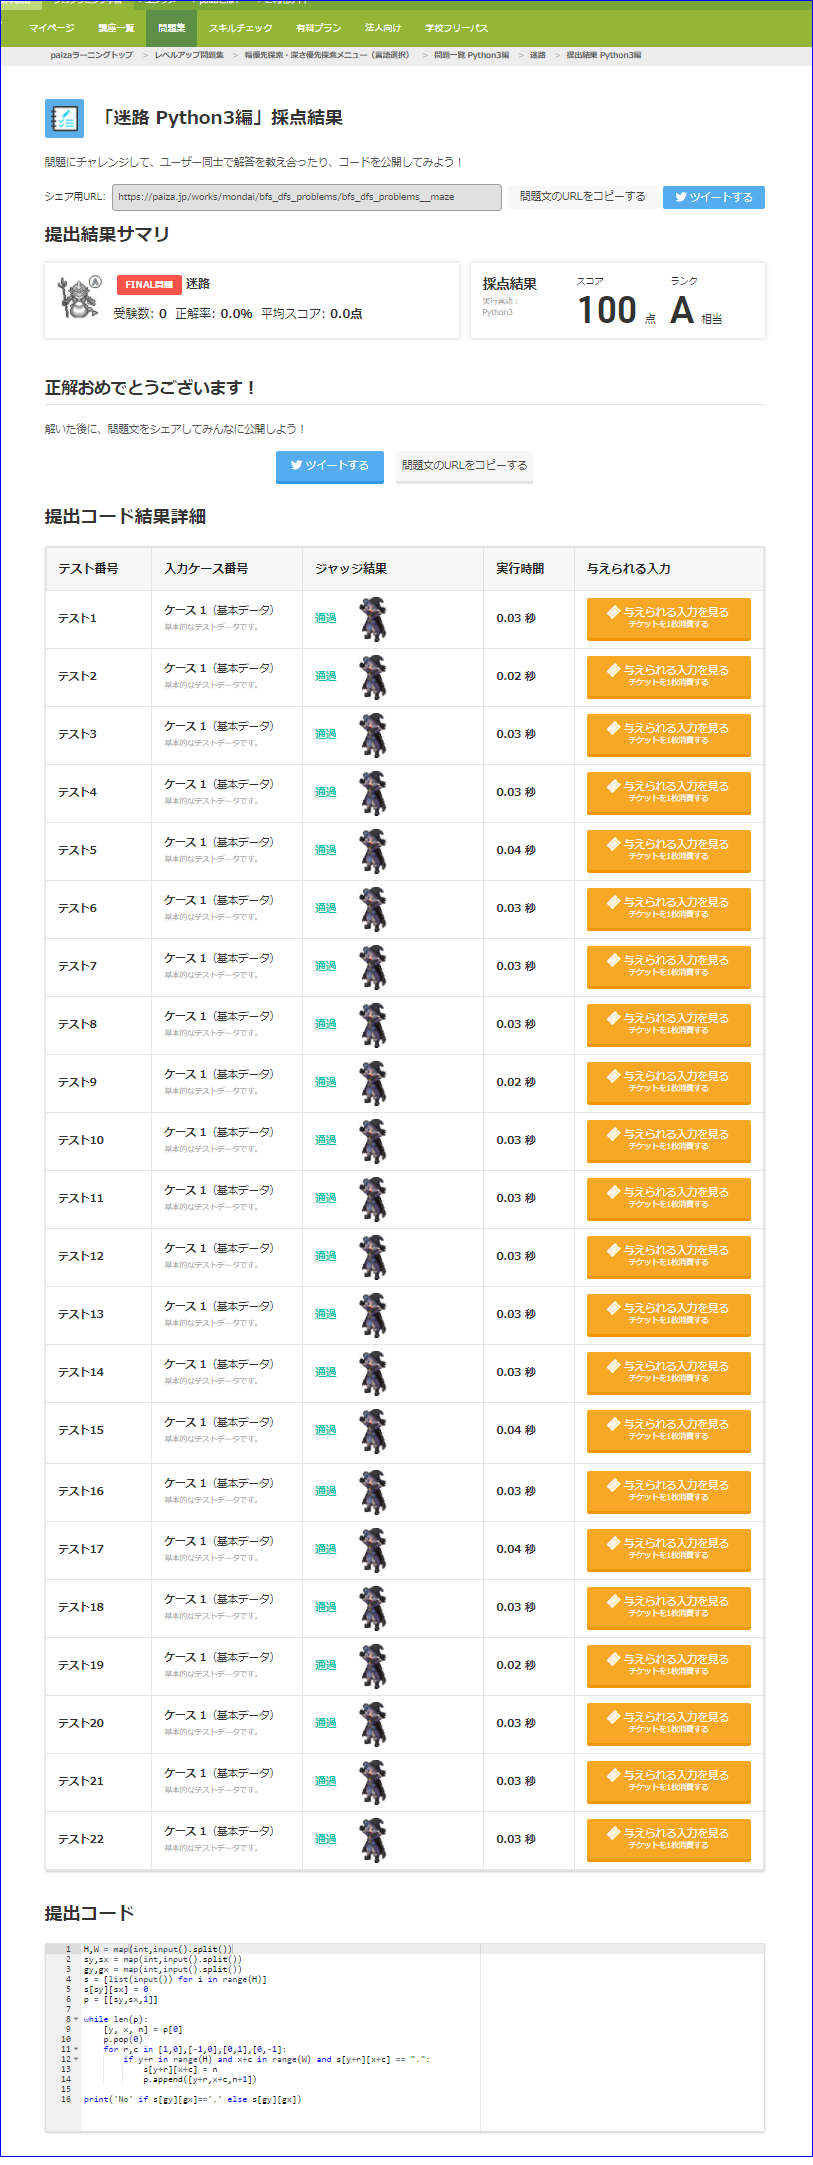 マイページ 講座一覧 問題集 スキルチェック 有料プラン 法人向け 学校フリーパス
paizaラーニングトップ > レベルアップ問題集 > 幅優先探索・深さ優先探索メニュー（言語選択） > 問題一覧 Python3編 > 迷路 > 提出結果 Python3編
「迷路 Python3編」採点結果
問題にチャレンジして、ユーザー同士で解答を教え合ったり、コードを公開してみよう！
シェア用URL: https://paiza.jp/works/mondai/bfs_dfs_problems/bfs_dfs_problems__maze 問題文のURLをコピーする ツイートする
提出結果サマリ
A FINAL問題 迷路
受験数: 0 正解率: 0.0% 平均スコア: 0.0点
採点結果 スコア ランク
実行言語：
Python3
100 点 A 相当
正解おめでとうございます！
解いた後に、問題文をシェアしてみんなに公開しよう！
ツイートする 問題文のURLをコピーする
提出コード結果詳細
テスト番号 入力ケース番号 ジャッジ結果 実行時間 与えられる入力
テスト1 ケース 1（基本データ） 基本的なテストデータです。 通過 0.03 秒 与えられる入力を見る チケットを1枚消費する
テスト2 ケース 1（基本データ） 基本的なテストデータです。 通過 0.02 秒 与えられる入力を見る チケットを1枚消費する
テスト3 ケース 1（基本データ） 基本的なテストデータです。 通過 0.03 秒 与えられる入力を見る チケットを1枚消費する
テスト4 ケース 1（基本データ） 基本的なテストデータです。 通過 0.03 秒 与えられる入力を見る チケットを1枚消費する
テスト5 ケース 1（基本データ） 基本的なテストデータです。 通過 0.04 秒 与えられる入力を見る チケットを1枚消費する
テスト6 ケース 1（基本データ） 基本的なテストデータです。 通過 0.03 秒 与えられる入力を見る チケットを1枚消費する
テスト7 ケース 1（基本データ） 基本的なテストデータです。 通過 0.03 秒 与えられる入力を見る チケットを1枚消費する
テスト8 ケース 1（基本データ） 基本的なテストデータです。 通過 0.03 秒 与えられる入力を見る チケットを1枚消費する
テスト9 ケース 1（基本データ） 基本的なテストデータです。 通過 0.02 秒 与えられる入力を見る チケットを1枚消費する
テスト10 ケース 1（基本データ） 基本的なテストデータです。 通過 0.03 秒 与えられる入力を見る チケットを1枚消費する
テスト11 ケース 1（基本データ） 基本的なテストデータです。 通過 0.03 秒 与えられる入力を見る チケットを1枚消費する
テスト12 ケース 1（基本データ） 基本的なテストデータです。 通過 0.03 秒 与えられる入力を見る チケットを1枚消費する
テスト13 ケース 1（基本データ） 基本的なテストデータです。 通過 0.03 秒 与えられる入力を見る チケットを1枚消費する
テスト14 ケース 1（基本データ） 基本的なテストデータです。 通過 0.03 秒 与えられる入力を見る チケットを1枚消費する
テスト15 ケース 1（基本データ） 基本的なテストデータです。 通過 0.04 秒 与えられる入力を見る チケットを1枚消費する
テスト16 ケース 1（基本データ） 基本的なテストデータです。 通過 0.03 秒 与えられる入力を見る チケットを1枚消費する
テスト17 ケース 1（基本データ） 基本的なテストデータです。 通過 0.04 秒 与えられる入力を見る チケットを1枚消費する
テスト18 ケース 1（基本データ） 基本的なテストデータです。 通過 0.03 秒 与えられる入力を見る チケットを1枚消費する
テスト19 ケース 1（基本データ） 基本的なテストデータです。 通過 0.02 秒 与えられる入力を見る チケットを1枚消費する
テスト20 ケース 1（基本データ） 基本的なテストデータです。 通過 0.03 秒 与えられる入力を見る チケットを1枚消費する
テスト21 ケース 1（基本データ） 基本的なテストデータです。 通過 0.03 秒 与えられる入力を見る チケットを1枚消費する
テスト22 ケース 1（基本データ） 基本的なテストデータです。 通過 0.03 秒 与えられる入力を見る チケットを1枚消費する
提出コード
1 H,W = map(int,input().split())
2 sy,sx = map(int,input().split())
3 gy,gx = map(int,input().split())
4 s = [list(input()) for i in range(H)]
5 s[sy][sx] = 0
6 p = [[sy,sx,1]]
7
8 while len(p):
9 [y, x, n] = p[0]
10 p.pop(0)
11 for r,c in [1,0],[-1,0],[0,1],[0,-1]:
12 if y+r in range(H) and x+c in range(W) and s[y+r][x+c] == ".":
13 s[y+r][x+c] = n
14 p.append([y+r,x+c,n+1])
15
16 print('No' if s[gy][gx]=='.' else s[gy][gx])